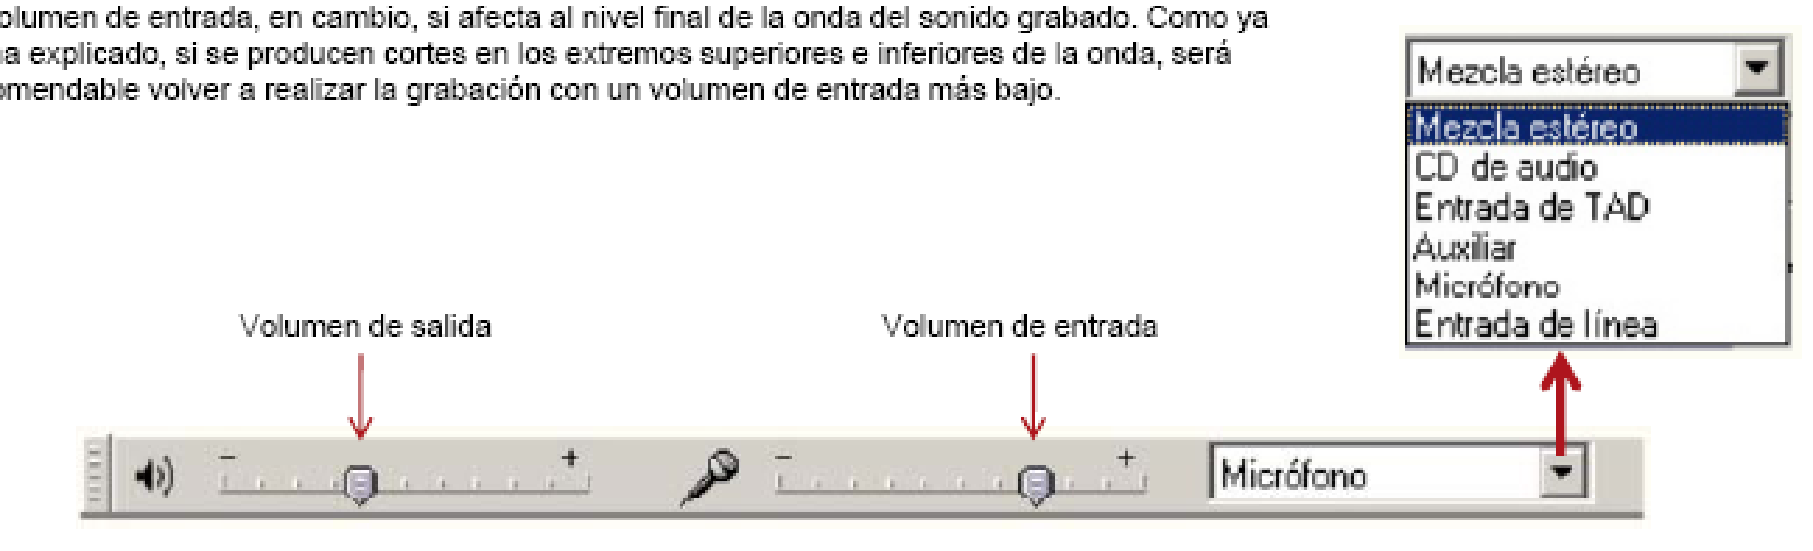 olumen de entrada, en cambio, si afecta al nivel final de la onda del sonido grabado. Como ya
ha explicado, si se producen cortes en los extremos superiores e inferiores de la onda, será
omendable volver a realizar la grabación con un volumen de entrada más bajo.
Mezcla estéreo
Mezcla estéreo
CD de audio
Entrada de TAD
Auxiliar
Micrófono
Entrada de línea
Volumen de salida
Volumen de entrada
- + - +
Micrófono